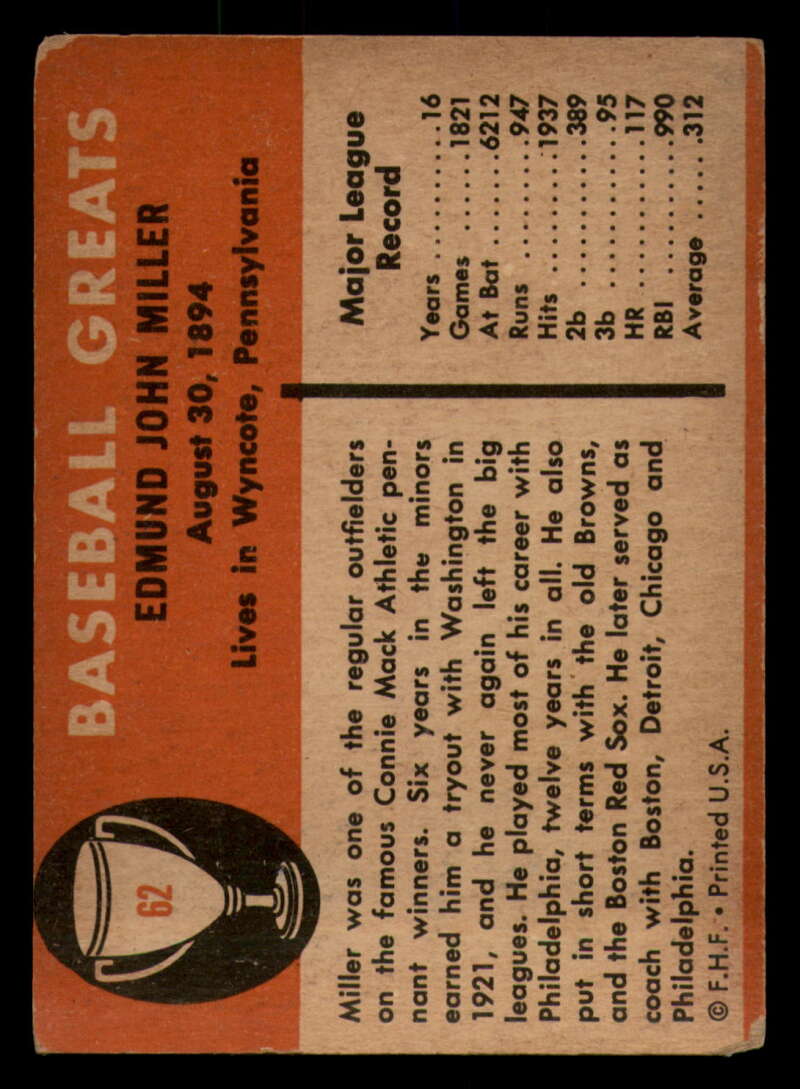 62
BASEBALL GREATS
EDMUND JOHN MILLER
August 30, 1894
Lives in Wyncote, Pennsylvania
Miller was one of the regular outfielders
on the famous Connie Mack Athletic pen-
nant winners. Six years in the minors
earned him a tryout with Washington in
1921, and he never again left the big
leagues. He played most of his career with
Philadelphia, twelve years in all. He also
put in short terms with the old Browns,
and the Boston Red Sox. He later served as
coach with Boston, Detroit, Chicago and
Philadelphia.
© F.H.F. • Printed U.S.A.
Major League
Record
Years ..........16
Games ......1821
At Bat .......6212
Runs .........947
Hits ..........1937
2b ............389
3b .............95
HR ...........117
RBI ..........990
Average ......312